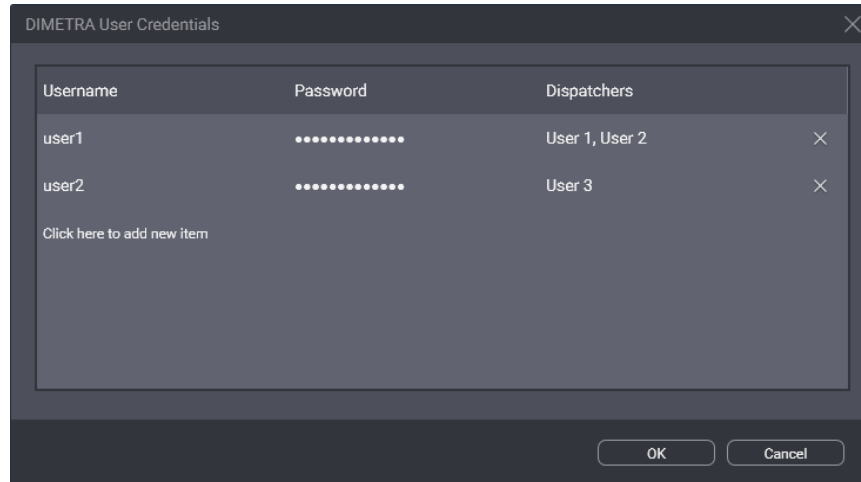 DIMETRA User Credentials
Username Password Dispatchers
user1 ••••••••••••• User 1, User 2
user2 ••••••••••••• User 3
Click here to add new item
OK Cancel